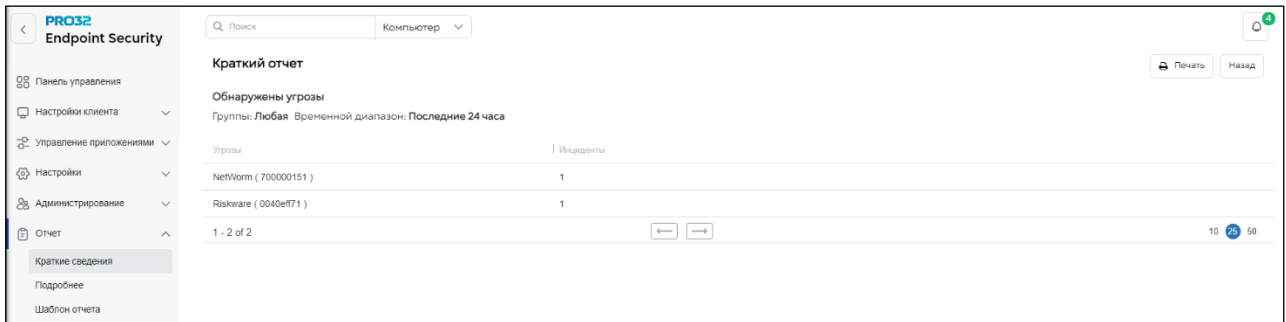 PRO32
Endpoint Security
Поиск
Компьютер
4
Панель управления
Настройки клиента
Управление приложениями
Настройки
Администрирование
Отчет
Краткие сведения
Подробнее
Шаблон отчета
Краткий отчет
Печать
Назад
Обнаружены угрозы
Группы: Любая Временной диапазон: Последние 24 часа
Угрозы Инциденты
NetWorm ( 700000151 ) 1
Riskware ( 0040eff71 ) 1
1 - 2 of 2
10 25 50